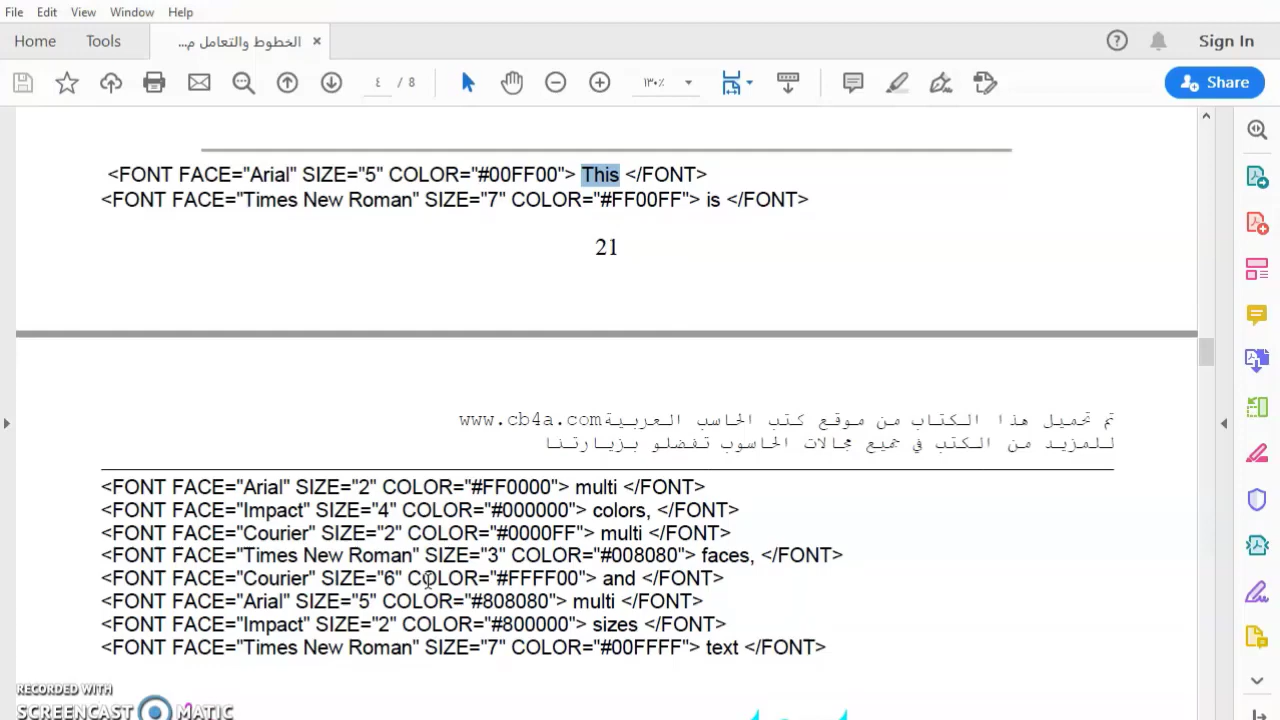 File Edit View Window Help
Home Tools الخطوط والتعامل م... × Sign In
٤ / 8 ١٣٠٪ Share
<FONT FACE="Arial" SIZE="5" COLOR="#00FF00"> This </FONT>
<FONT FACE="Times New Roman" SIZE="7" COLOR="#FF00FF"> is </FONT>
21
تم تحميل هذا الكتاب من موقع كتب الحاسب العربية www.cb4a.com
للمزيد من الكتب في جميع مجالات الحاسوب تفضلو بزيارتنا
<FONT FACE="Arial" SIZE="2" COLOR="#FF0000"> multi </FONT>
<FONT FACE="Impact" SIZE="4" COLOR="#000000"> colors, </FONT>
<FONT FACE="Courier" SIZE="2" COLOR="#0000FF"> multi </FONT>
<FONT FACE="Times New Roman" SIZE="3" COLOR="#008080"> faces, </FONT>
<FONT FACE="Courier" SIZE="6" COLOR="#FFFF00"> and </FONT>
<FONT FACE="Arial" SIZE="5" COLOR="#808080"> multi </FONT>
<FONT FACE="Impact" SIZE="2" COLOR="#800000"> sizes </FONT>
<FONT FACE="Times New Roman" SIZE="7" COLOR="#00FFFF"> text </FONT>
RECORDED WITH
SCREENCAST MATIC